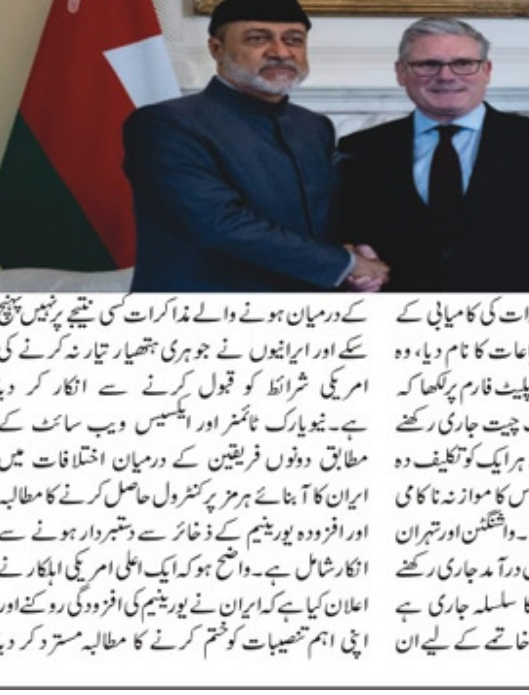 کی کامیابی کے
کا نام دیا، وہ
پلیٹ فارم پر لکھا کہ
چیت جاری رکھنے
ہر ایک کو تکلیف دہ
کا موازنہ ناکامی
۔واشنگٹن اور تہران
درآمد جاری رکھنے
سلسلہ جاری ہے
خاتمے کے لیے ان
کے درمیان ہونے والے مذاکرات کسی نتیجے پر نہیں پہنچ
سکے اور ایرانیوں نے جوہری ہتھیار تیار نہ کرنے کی
امریکی شرائط کو قبول کرنے سے انکار کر دیا
ہے۔ نیویارک ٹائمز اور ایکسیس ویب سائٹ کے
مطابق دونوں فریقین کے درمیان اختلافات میں
ایران کا آبنائے ہرمز پر کنٹرول حاصل کرنے کا مطالبہ
اور افزودہ یورینیم کے ذخائر سے دستبردار ہونے سے
انکار شامل ہے۔ واضح ہو کہ ایک اعلی امریکی اہلکار نے
اعلان کیا ہے کہ ایران نے یورینیم کی افزودگی روکنے اور
اپنی اہم تنصیبات کو ختم کرنے کا مطالبہ مسترد کر دیا